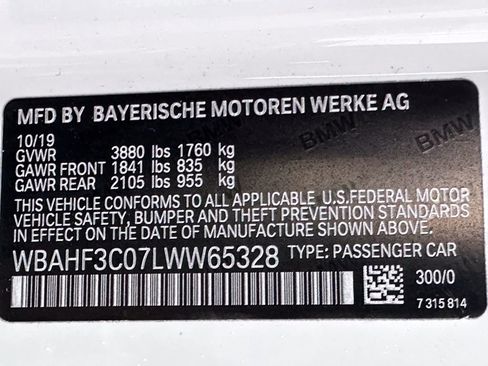 MFD BY BAYERISCHE MOTOREN WERKE AG
10/19
GVWR 3880 lbs 1760 kg
GAWR FRONT 1841 lbs 835 kg
GAWR REAR 2105 lbs 955 kg
THIS VEHICLE CONFORMS TO ALL APPLICABLE U.S.FEDERAL MOTOR
VEHICLE SAFETY, BUMPER AND THEFT PREVENTION STANDARDS
IN EFFECT ON THE DATE OF MANUFACTURE SHOWN ABOVE.
WBAHF3C07LWW65328 TYPE: PASSENGER CAR
300/0
7 315 814
BMW
BMW